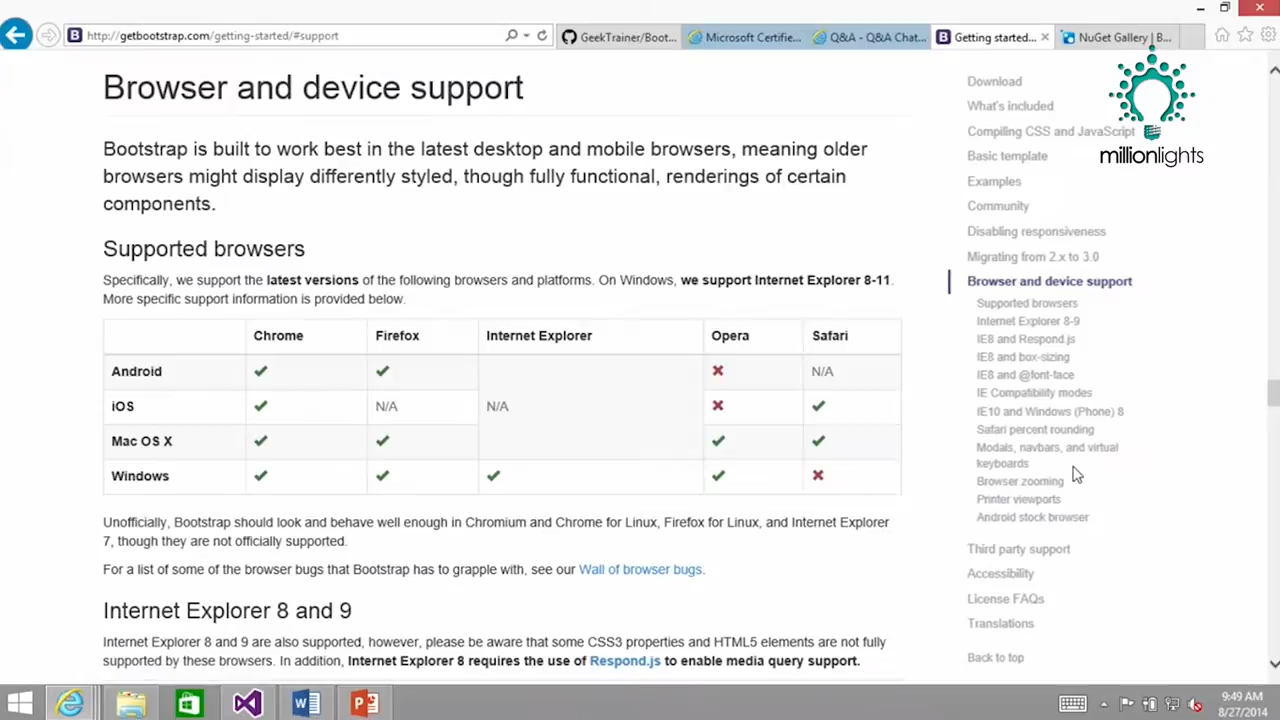 http://getbootstrap.com/getting-started/#support
GeekTrainer/Boot...
Microsoft Certifie...
Q&A - Q&A Chat...
Getting started...
NuGet Gallery | B...
millionlights
Browser and device support
Bootstrap is built to work best in the latest desktop and mobile browsers, meaning older
browsers might display differently styled, though fully functional, renderings of certain
components.
Supported browsers
Specifically, we support the latest versions of the following browsers and platforms. On Windows, we support Internet Explorer 8-11.
More specific support information is provided below.
Chrome Firefox Internet Explorer Opera Safari
Android N/A
iOS N/A N/A
Mac OS X
Windows
Unofficially, Bootstrap should look and behave well enough in Chromium and Chrome for Linux, Firefox for Linux, and Internet Explorer
7, though they are not officially supported.
For a list of some of the browser bugs that Bootstrap has to grapple with, see our Wall of browser bugs.
Internet Explorer 8 and 9
Internet Explorer 8 and 9 are also supported, however, please be aware that some CSS3 properties and HTML5 elements are not fully
supported by these browsers. In addition, Internet Explorer 8 requires the use of Respond.js to enable media query support.
Download
What's included
Compiling CSS and JavaScript
Basic template
Examples
Community
Disabling responsiveness
Migrating from 2.x to 3.0
Browser and device support
Supported browsers
Internet Explorer 8-9
IE8 and Respond.js
IE8 and box-sizing
IE8 and @font-face
IE Compatibility modes
IE10 and Windows (Phone) 8
Safari percent rounding
Modals, navbars, and virtual
keyboards
Browser zooming
Printer viewports
Android stock browser
Third party support
Accessibility
License FAQs
Translations
Back to top
9:49 AM
8/27/2014